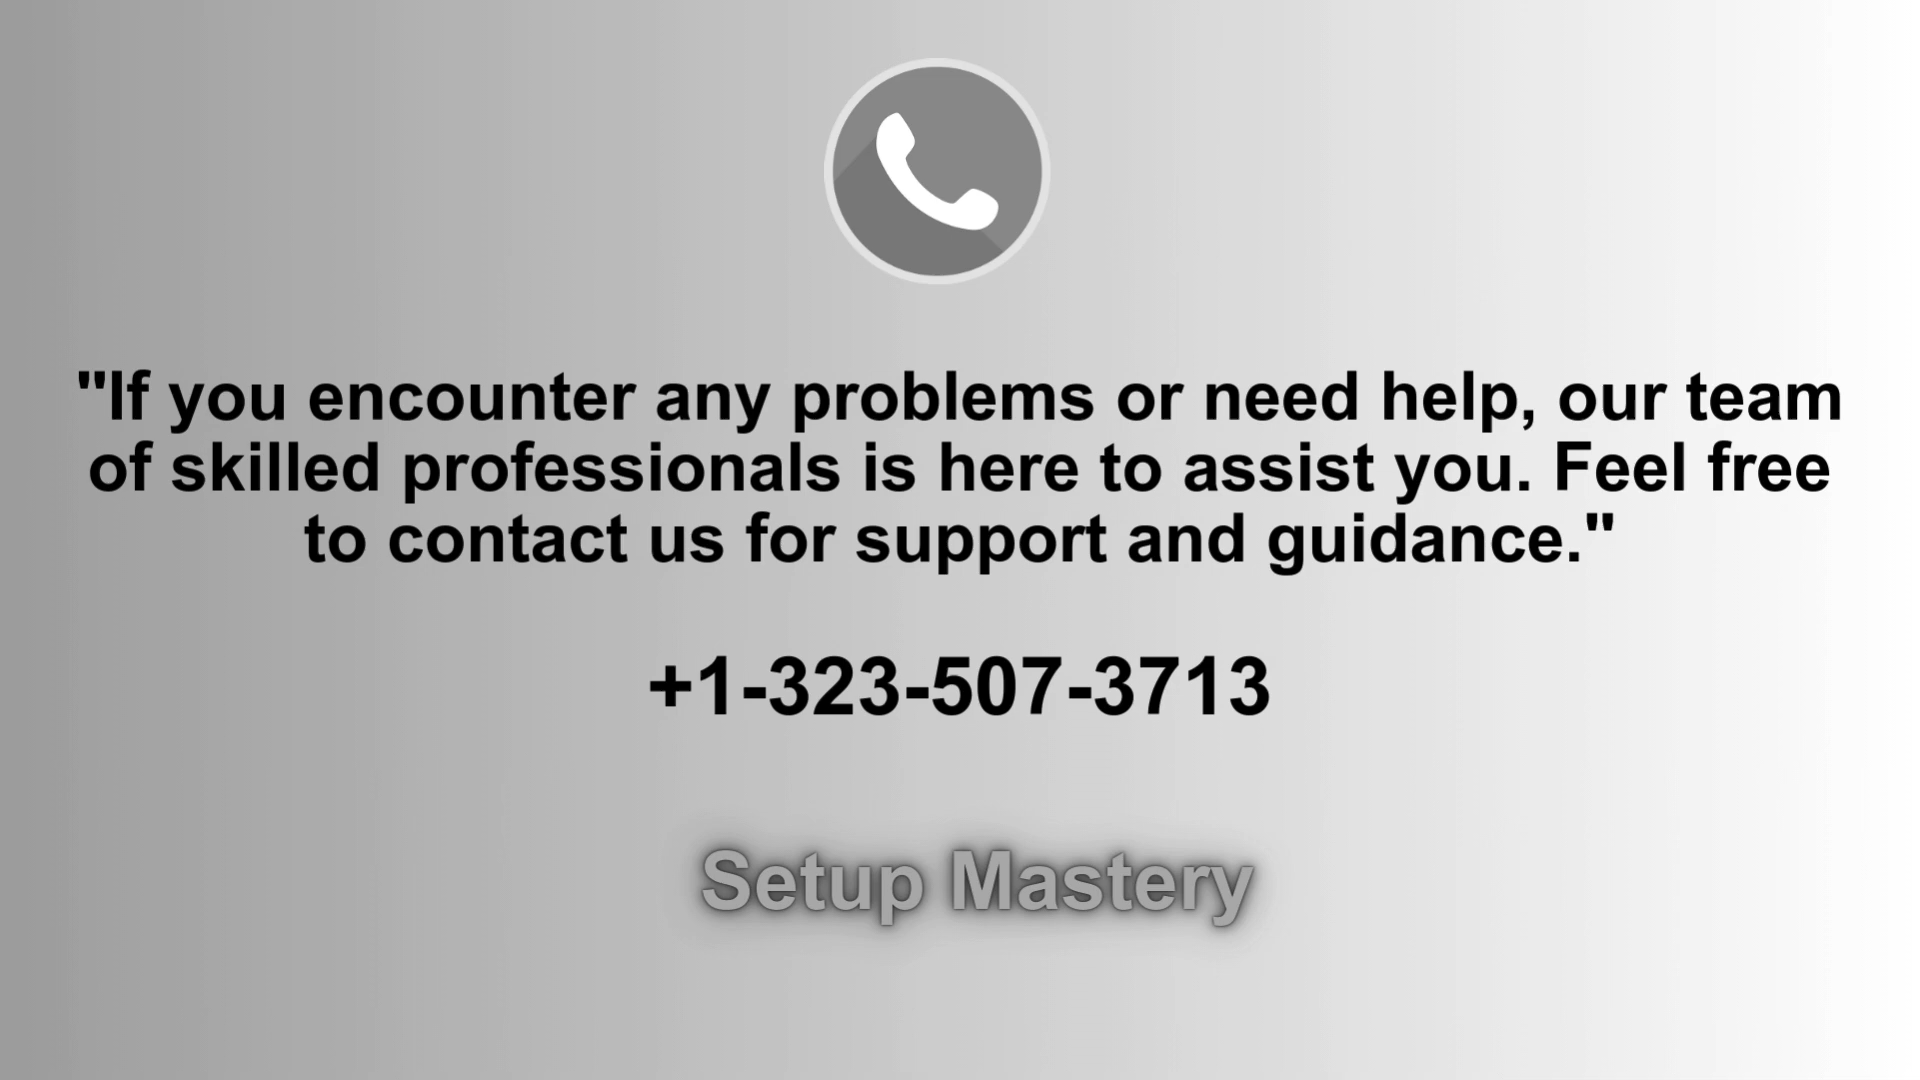 "If you encounter any problems or need help, our team
of skilled professionals is here to assist you. Feel free
to contact us for support and guidance."
+1-323-507-3713
Setup Mastery